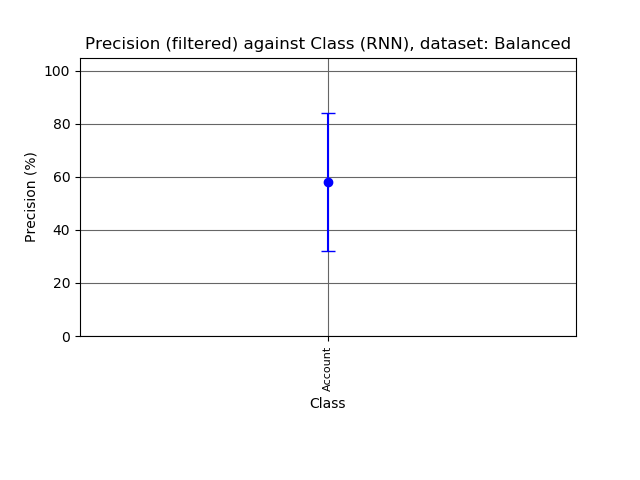 Precision (filtered) against Class (RNN), dataset: Balanced
100
80
60
40
20
0
Precision (%)
Account
Class